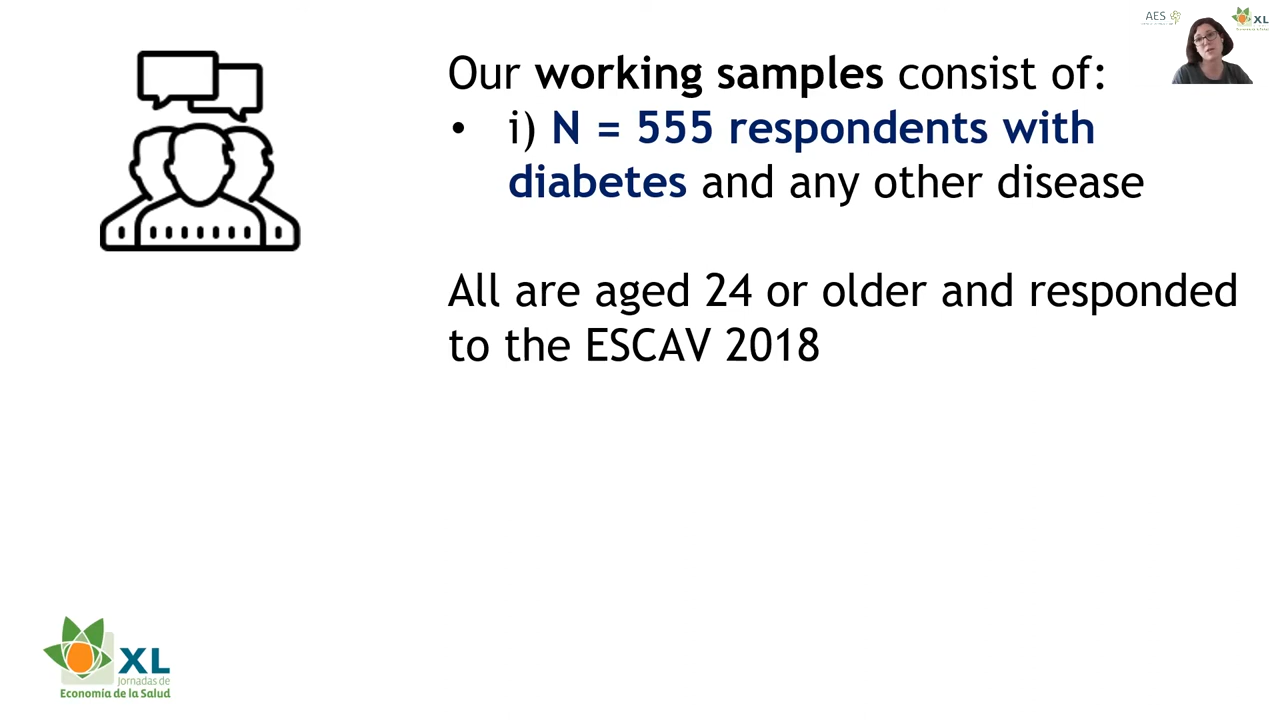 AES
XL
Our working samples consist of:
• i) N = 555 respondents with
diabetes and any other disease
All are aged 24 or older and responded
to the ESCAV 2018
XL
Jornadas de
Economía de la Salud